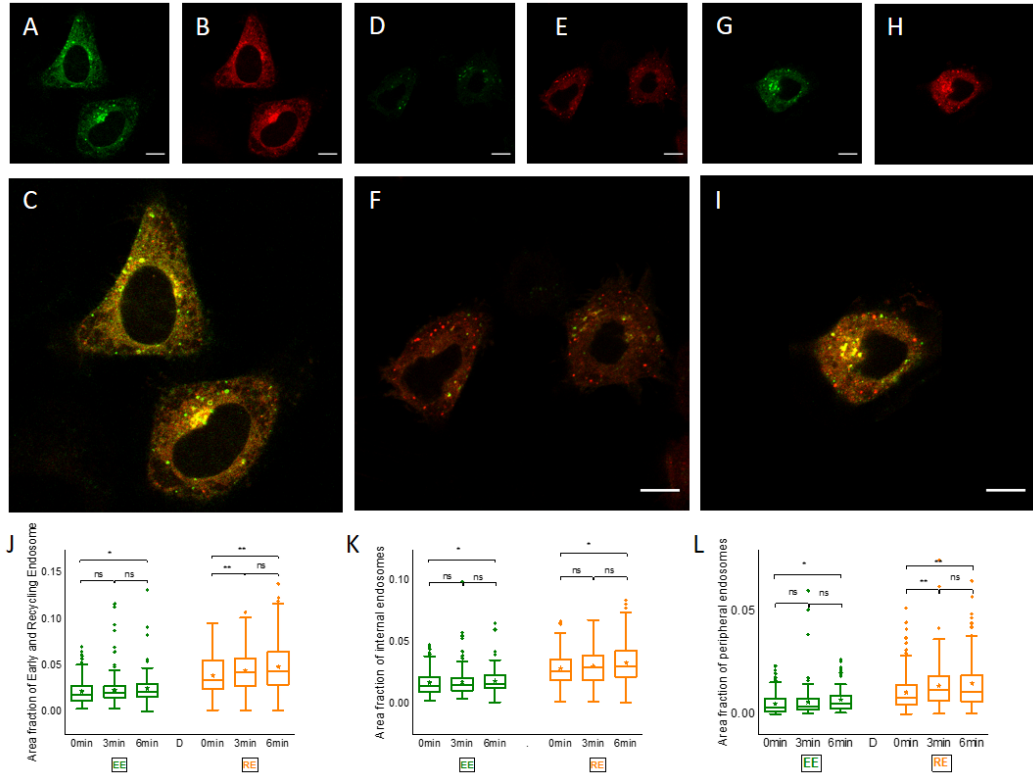 A B D E G H
C F I
J K L
Area fraction of Early and Recycling Endosome
0.15
0.10
0.05
0.00
*
ns ns
**
** ns
0min 3min 6min D 0min 3min 6min
EE RE
Area fraction of internal endosomes
0.10
0.05
0.00
*
ns ns
*
ns ns
0min 3min 6min . 0min 3min 6min
EE RE
Area fraction of peripheral endosomes
0.05
0.00
*
ns ns
**
** ns
0min 3min 6min D 0min 3min 6min
EE RE